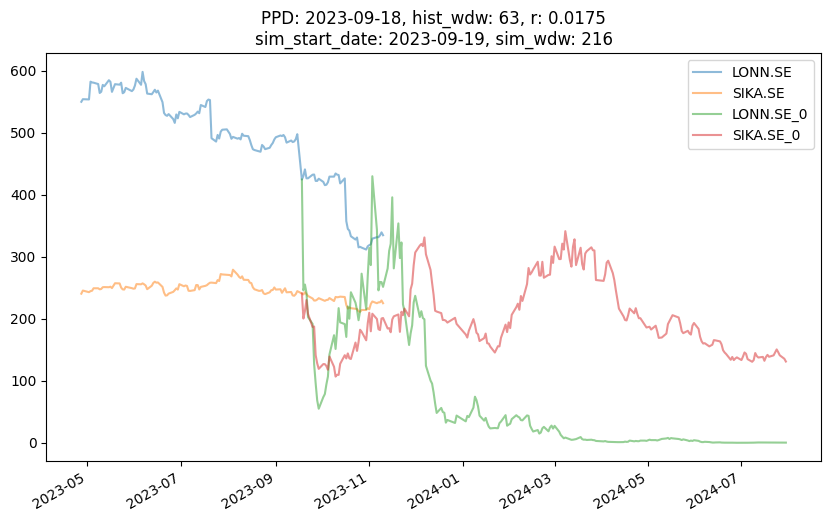 PPD: 2023-09-18, hist_wdw: 63, r: 0.0175
sim_start_date: 2023-09-19, sim_wdw: 216
LONN.SE
SIKA.SE
LONN.SE_0
SIKA.SE_0
600
500
400
300
200
100
0
2023-05
2023-07
2023-09
2023-11
2024-01
2024-03
2024-05
2024-07